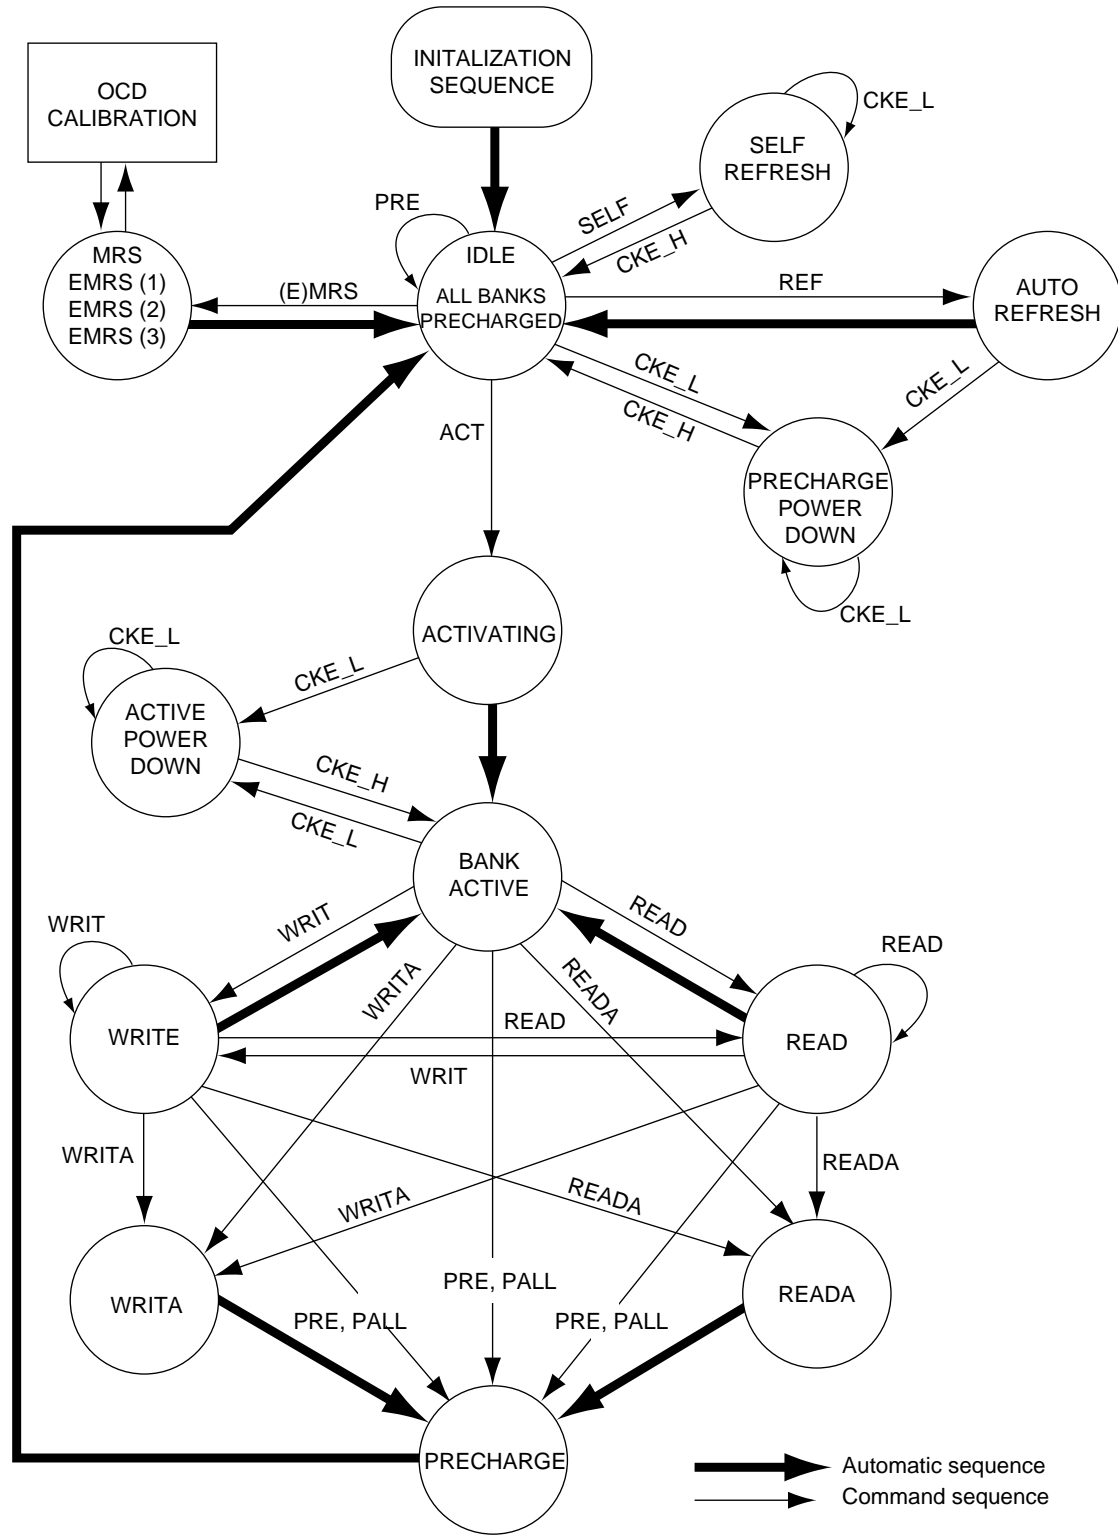 INITALIZATION
SEQUENCE
OCD
CALIBRATION
CKE_L
SELF
REFRESH
PRE
SELF
CKE_H
IDLE
ALL BANKS
PRECHARGED
MRS
EMRS (1)
EMRS (2)
EMRS (3)
(E)MRS
REF
AUTO
REFRESH
CKE_L
CKE_H
CKE_L
ACT
PRECHARGE
POWER
DOWN
CKE_L
ACTIVATING
CKE_L
CKE_L
ACTIVE
POWER
DOWN
CKE_H
CKE_L
BANK
ACTIVE
WRIT
WRIT
READ
READ
WRITA
READA
WRITE
READ
WRIT
READ
WRITA
READA
WRITA
READA
WRITA
PRE, PALL
PRE, PALL
PRE, PALL
READA
PRECHARGE
Automatic sequence
Command sequence